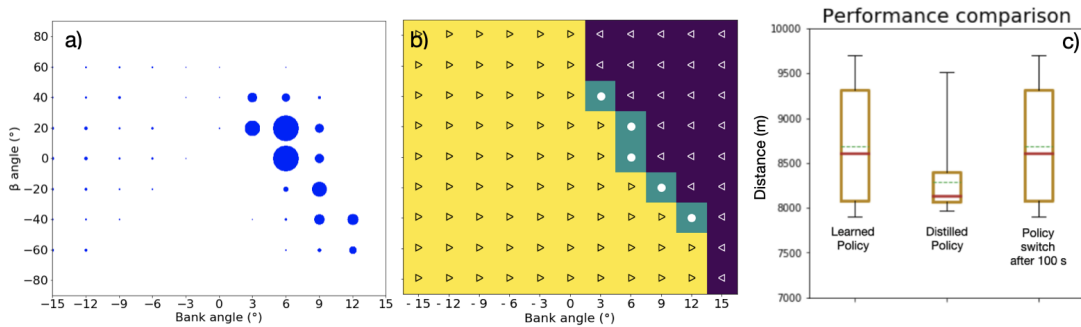 a)
β angle (°)
80
60
40
20
0
−20
−40
−60
−80
−15 −12 −9 −6 −3 0 3 6 9 12 15
Bank angle (°)
b)
- 15 - 12 - 9 - 6 - 3 0 3 6 9 12 15
Bank angle (°)
Performance comparison
c)
Distance (m)
10000
9500
9000
8500
8000
7500
7000
Learned
Policy
Distilled
Policy
Policy
switch
after 100 s